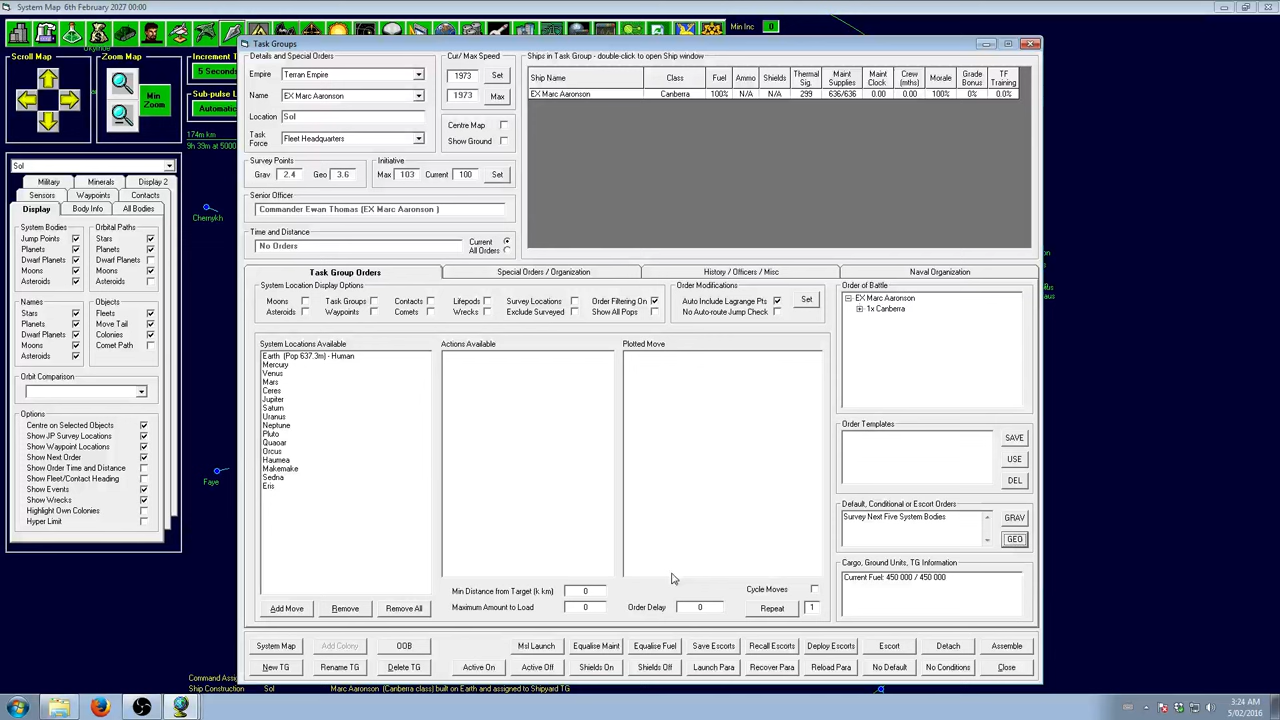 System Map  6th February 2027 00:00
Min Inc  0
Scroll Map
Zoom Map
Min Zoom
Increment T
5 Seconds
Sub-pulse L
Automatic
174m km
9h 39m at 5000
Sol
Military  Minerals  Display 2
Sensors  Waypoints  Contacts
Display  Body Info  All Bodies
System Bodies  Orbital Paths
Jump Points  Stars
Planets  Planets
Dwarf Planets  Dwarf Planets
Moons  Moons
Asteroids  Asteroids
Names  Objects
Stars  Fleets
Planets  Move Tail
Dwarf Planets  Colonies
Moons  Comet Path
Asteroids
Orbit Comparison
Options
Centre on Selected Objects
Show JP Survey Locations
Show Waypoint Locations
Show Next Order
Show Order Time and Distance
Show Fleet/Contact Heading
Show Events
Show Wrecks
Highlight Own Colonies
Hyper Limit
Chernykh
Faye
Task Groups
Details and Special Orders
Empire  Terran Empire
Name  EX Marc Aaronson
Location  Sol
Task Force  Fleet Headquarters
Cur/ Max Speed
1973  Set
1973  Max
Centre Map
Show Ground
Survey Points
Grav  2.4  Geo  3.6
Initiative
Max  103  Current  100  Set
Senior Officer
Commander Ewan Thomas (EX Marc Aaronson )
Time and Distance
No Orders
Current
All Orders
Ships in Task Group - double-click to open Ship window
Ship Name  Class  Fuel  Ammo  Shields  Thermal Sig.  Maint Supplies  Maint Clock  Crew (mths)  Morale  Grade Bonus  TF Training
EX Marc Aaronson  Canberra  100%  N/A  N/A  299  636/636  0.00  0.00  100%  0%  0.0%
Task Group Orders  Special Orders / Organization  History / Officers / Misc  Naval Organization
System Location Display Options
Moons  Task Groups  Contacts  Lifepods  Survey Locations  Order Filtering On
Asteroids  Waypoints  Comets  Wrecks  Exclude Surveyed  Show All Pops
Order Modifications
Auto Include Lagrange Pts  Set
No Auto-route Jump Check
System Locations Available
Earth  (Pop 637.3m) - Human
Mercury
Venus
Mars
Ceres
Jupiter
Saturn
Uranus
Neptune
Pluto
Quaoar
Orcus
Haumea
Makemake
Sedna
Eris
Actions Available
Plotted Move
Min Distance from Target (k km)  0
Maximum Amount to Load  0
Order Delay  0
Cycle Moves
Repeat  1
Add Move  Remove  Remove All
Order of Battle
EX Marc Aaronson
1x Canberra
Order Templates
SAVE
USE
DEL
Default, Conditional or Escort Orders
Survey Next Five System Bodies
GRAV
GEO
Cargo, Ground Units, TG Information
Current Fuel: 450 000 / 450 000
System Map  Add Colony  OOB  Msl Launch  Equalise Maint  Equalise Fuel  Save Escorts  Recall Escorts  Deploy Escorts  Escort  Detach  Assemble
New TG  Rename TG  Delete TG  Active On  Active Off  Shields On  Shields Off  Launch Para  Recover Para  Reload Para  No Default  No Conditions  Close
Command Assig
Ship Construction  Sol  Marc Aaronson (Canberra class) built on Earth and assigned to Shipyard TG
3:24 AM
5/02/2016